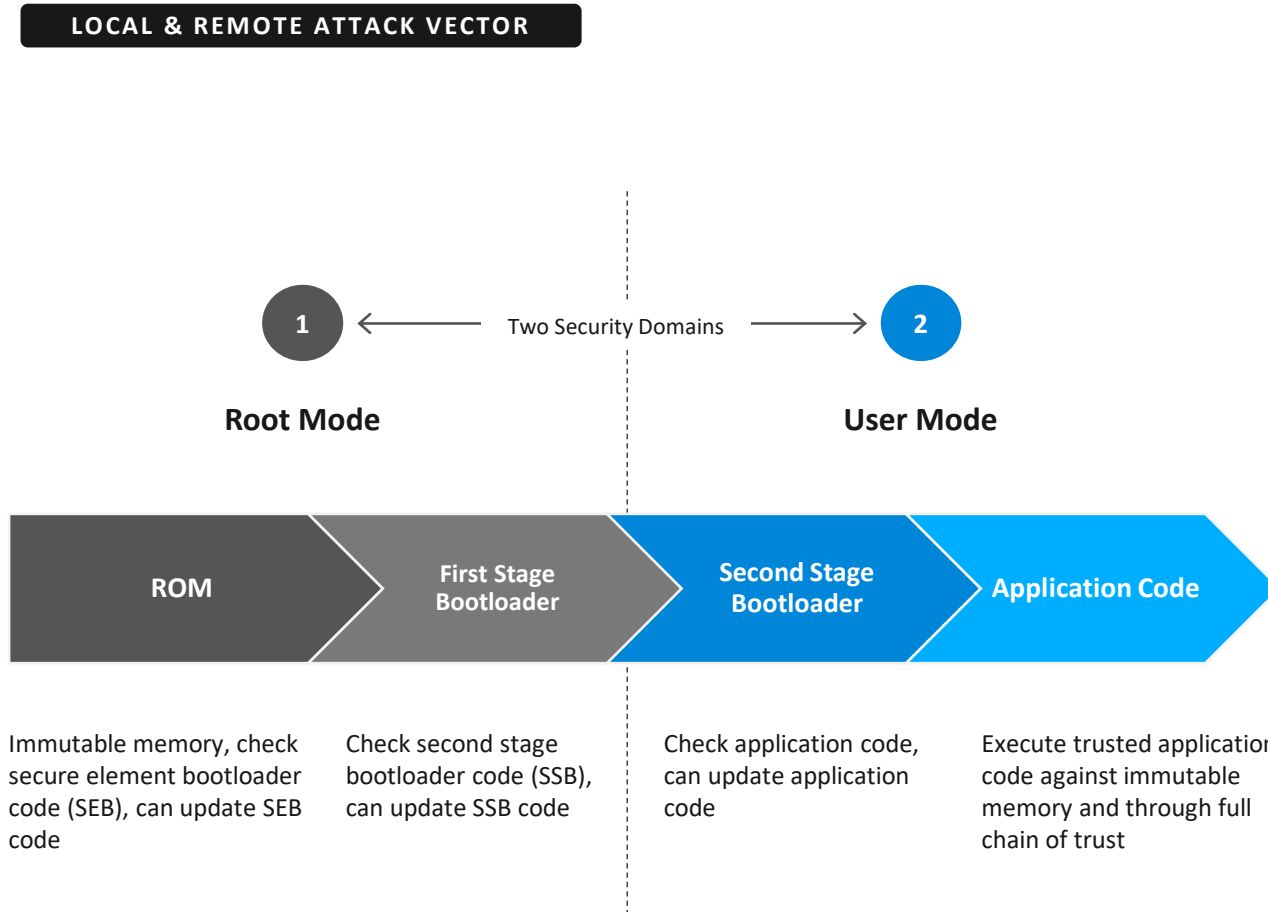 LOCAL & REMOTE ATTACK VECTOR
1
Two Security Domains
2
Root Mode
User Mode
ROM
First Stage
Bootloader
Second Stage
Bootloader
Application Code
Immutable memory, check
secure element bootloader
code (SEB), can update SEB
code
Check second stage
bootloader code (SSB),
can update SSB code
Check application code,
can update application
code
Execute trusted application
code against immutable
memory and through full
chain of trust